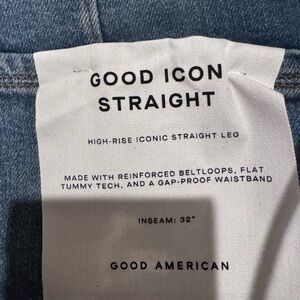 GOOD ICON
STRAIGHT
HIGH-RISE ICONIC STRAIGHT LEG
MADE WITH REINFORCED BELTLOOPS, FLAT
TUMMY TECH, AND A GAP-PROOF WAISTBAND
INSEAM: 32"
GOOD AMERICAN